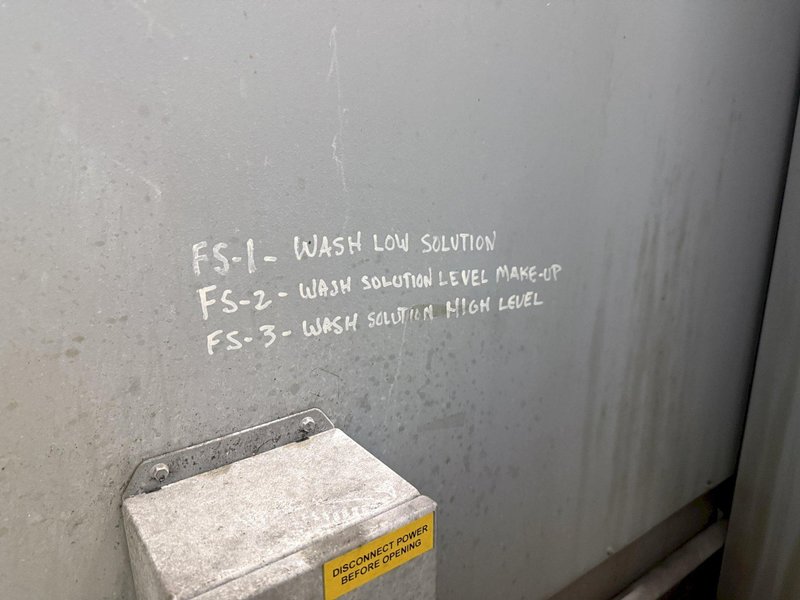 FS-1- WASH LOW SOLUTION
FS-2- WASH SOLUTION LEVEL MAKE-UP
FS-3- WASH SOLUTION HIGH LEVEL
DISCONNECT POWER
BEFORE OPENING